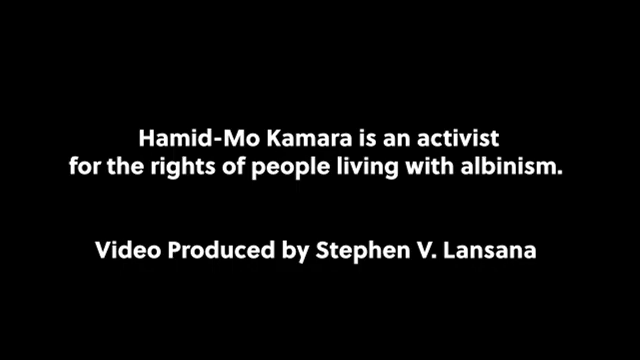 Hamid-Mo Kamara is an activist
for the rights of people living with albinism.
Video Produced by Stephen V. Lansana